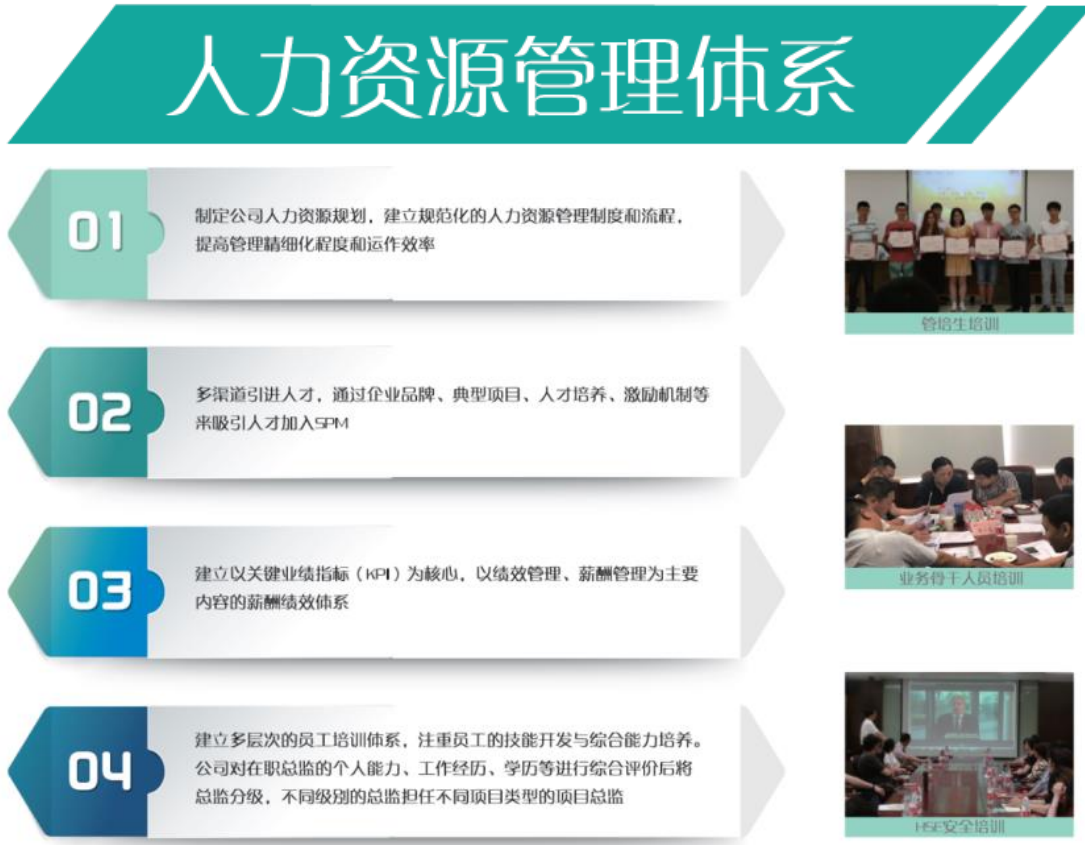 人力资源管理体系
01
制定公司人力资源规划，建立规范化的人力资源管理制度和流程，
提高管理精细化程度和运作效率
管培生培训
02
多渠道引进人才，通过企业品牌、典型项目、人才培养、激励机制等
来吸引人才加入SPM
业务骨干人员培训
03
建立以关键业绩指标（KPI）为核心，以绩效管理、薪酬管理为主要
内容的薪酬绩效体系
04
建立多层次的员工培训体系，注重员工的技能开发与综合能力培养。
公司对在职总监的个人能力、工作经历、学历等进行综合评价后将
总监分级，不同级别的总监担任不同项目类型的项目总监
HSE安全培训